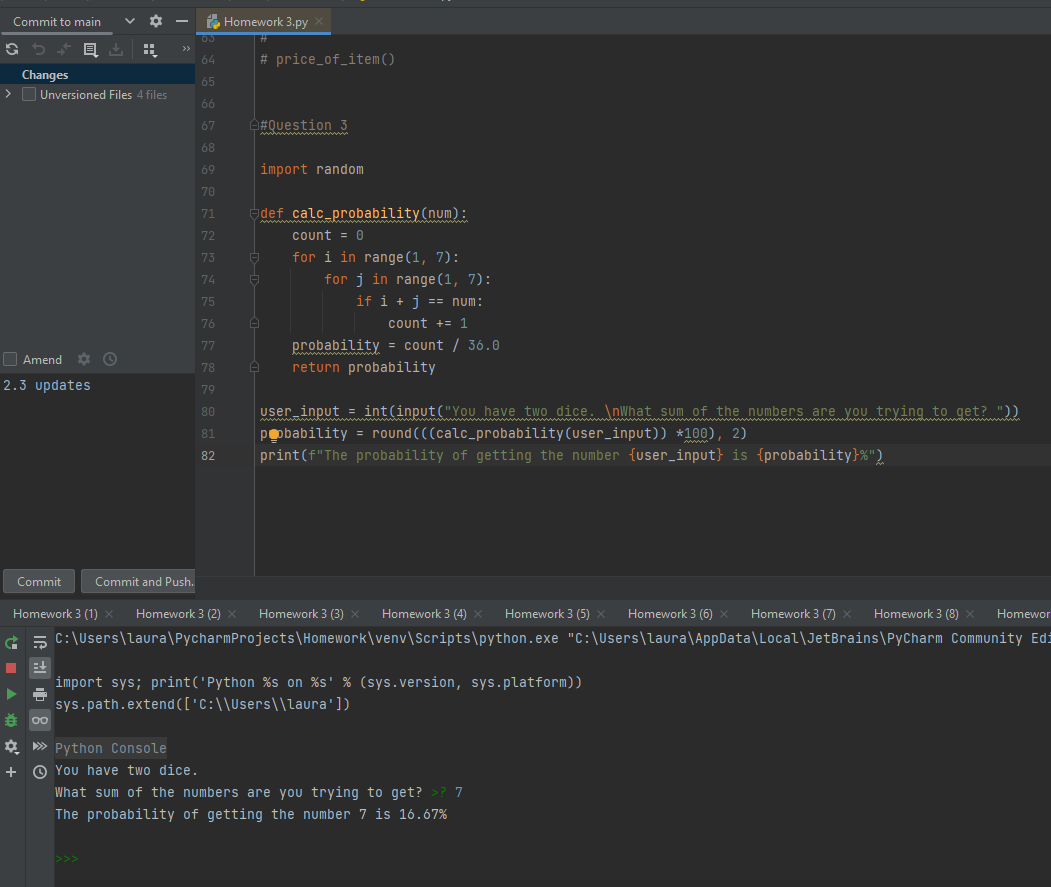 Commit to main
Homework 3.py
Changes
Unversioned Files 4 files
Amend
2.3 updates
Commit
Commit and Push.
63 #
64 # price_of_item()
65
66
67 #Question 3
68
69 import random
70
71 def calc_probability(num):
72 count = 0
73 for i in range(1, 7):
74 for j in range(1, 7):
75 if i + j == num:
76 count += 1
77 probability = count / 36.0
78 return probability
79
80 user_input = int(input("You have two dice. \nWhat sum of the numbers are you trying to get? "))
81 probability = round(((calc_probability(user_input)) *100), 2)
82 print(f"The probability of getting the number {user_input} is {probability}%")
Homework 3 (1) Homework 3 (2) Homework 3 (3) Homework 3 (4) Homework 3 (5) Homework 3 (6) Homework 3 (7) Homework 3 (8) Homewor
C:\Users\laura\PycharmProjects\Homework\venv\Scripts\python.exe "C:\Users\laura\AppData\Local\JetBrains\PyCharm Community Edi
import sys; print('Python %s on %s' % (sys.version, sys.platform))
sys.path.extend(['C:\\Users\\laura'])
Python Console
You have two dice.
What sum of the numbers are you trying to get? >? 7
The probability of getting the number 7 is 16.67%
>>>